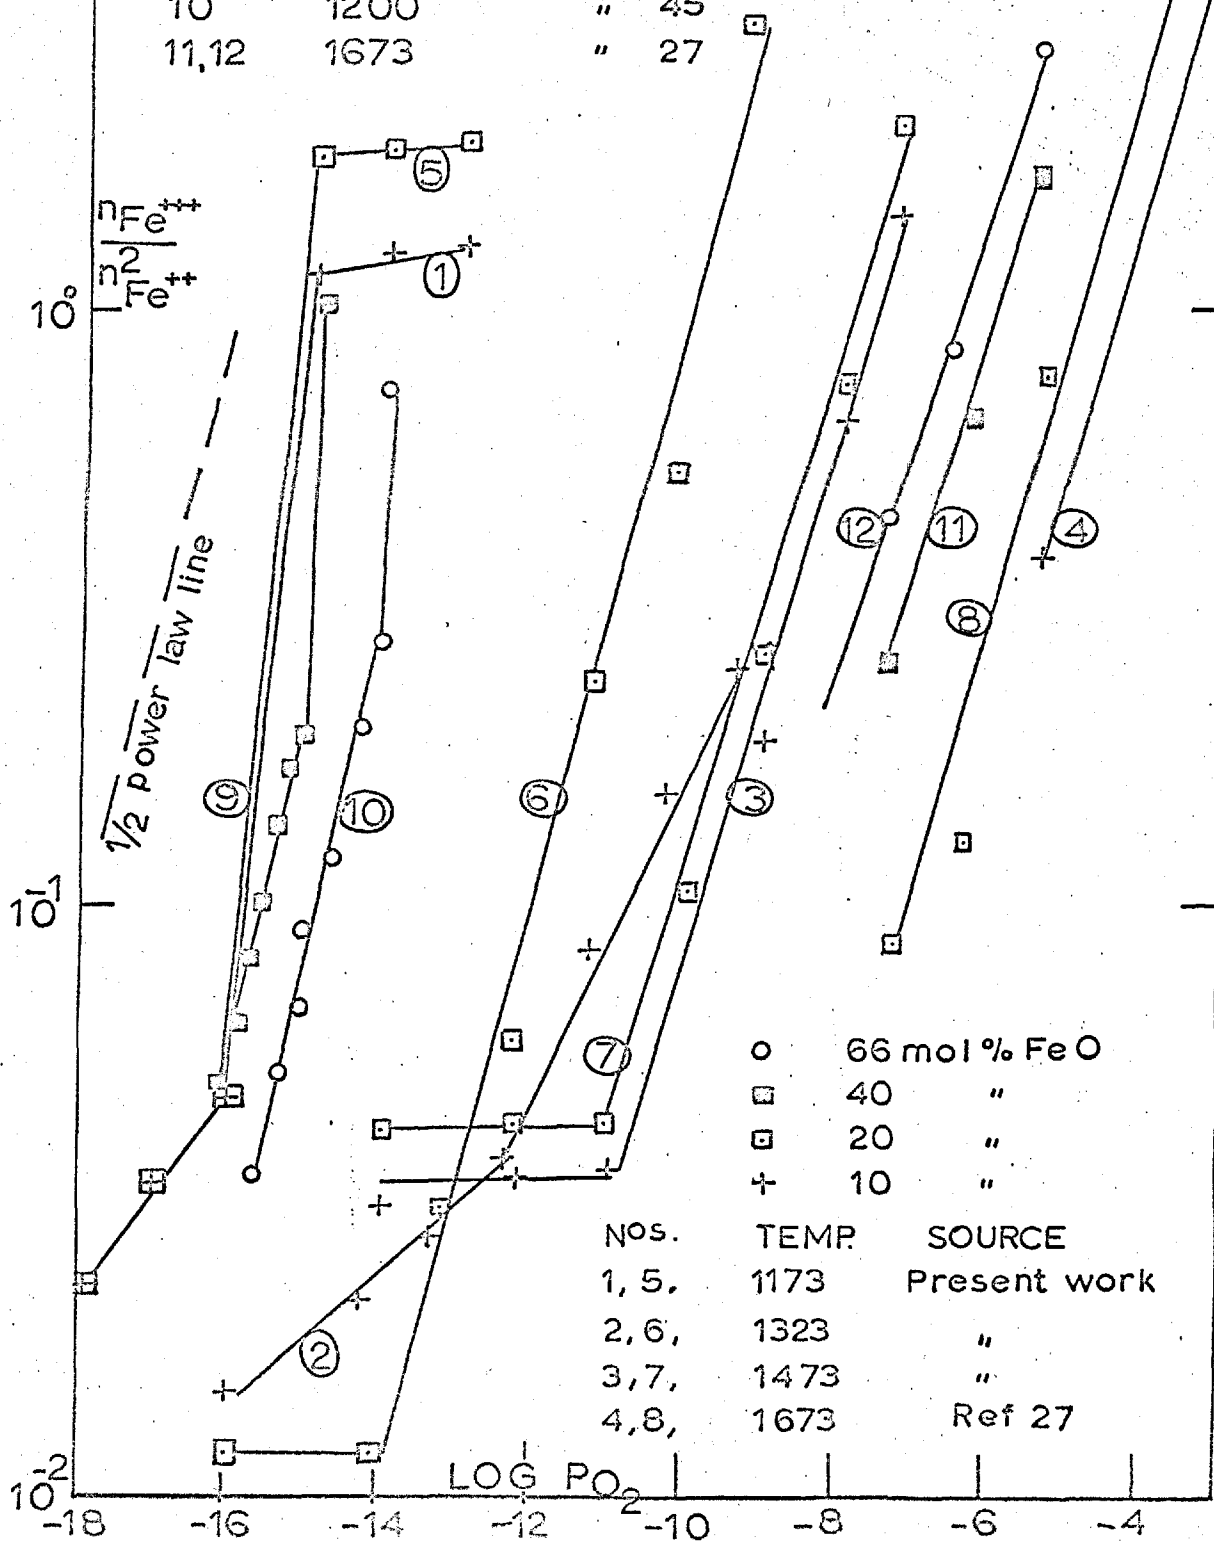 10 1200 " 45
11,12 1673 " 27
nFe+++
n²Fe++
10⁰
10⁻¹
10⁻²
1/2 power law line
5
1
9
10
6
3
12
11
4
8
7
2
○ 66 mol % FeO
40 "
20 "
+ 10 "
Nos. TEMP. SOURCE
1, 5, 1173 Present work
2, 6, 1323 "
3, 7, 1473 "
4, 8, 1673 Ref 27
LOG PO₂
-18 -16 -14 -12 -10 -8 -6 -4